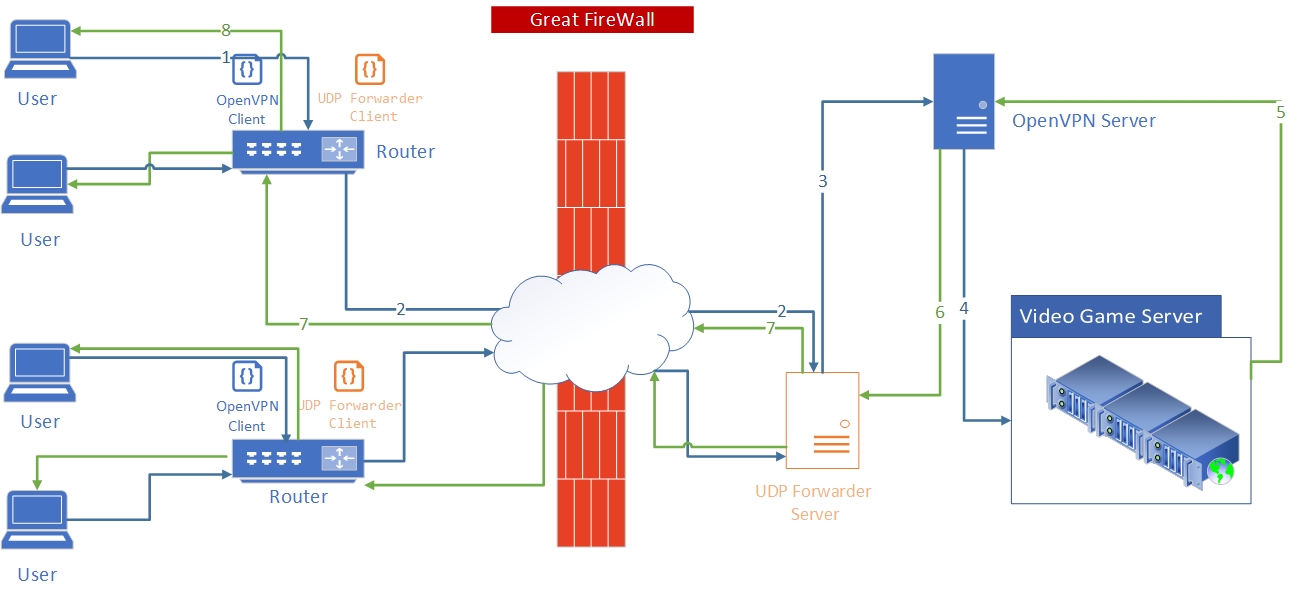 Great FireWall
8
1
{}
{}
OpenVPN
Client
UDP Forwarder
Client
User
Router
OpenVPN Server
5
3
User
2
2
7
7
6
4
Video Game Server
{}
{}
OpenVPN
Client
UDP Forwarder
Client
User
Router
UDP Forwarder
Server
User